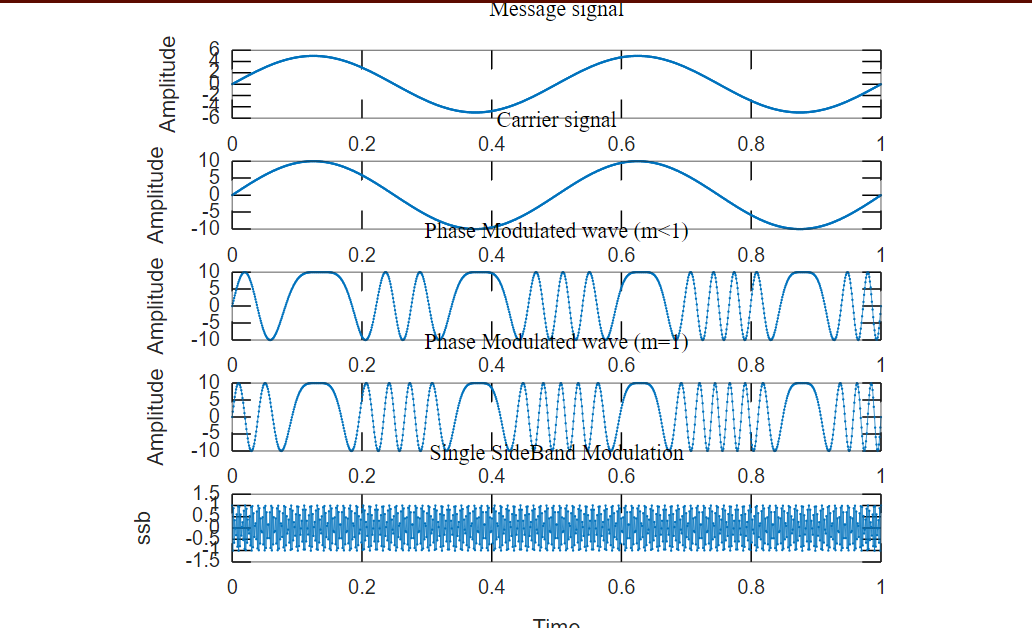 Message signal
Amplitude
6
4
2
0
-2
-4
-6
0 0.2 0.4 0.6 0.8 1
Carrier signal
Amplitude
10
5
0
-5
-10
0 0.2 0.4 0.6 0.8 1
Phase Modulated wave (m<1)
Amplitude
10
5
0
-5
-10
0 0.2 0.4 0.6 0.8 1
Phase Modulated wave (m=1)
Amplitude
10
5
0
-5
-10
0 0.2 0.4 0.6 0.8 1
Single SideBand Modulation
ssb
1.5
1
0.5
0
-0.5
-1
-1.5
0 0.2 0.4 0.6 0.8 1
Time